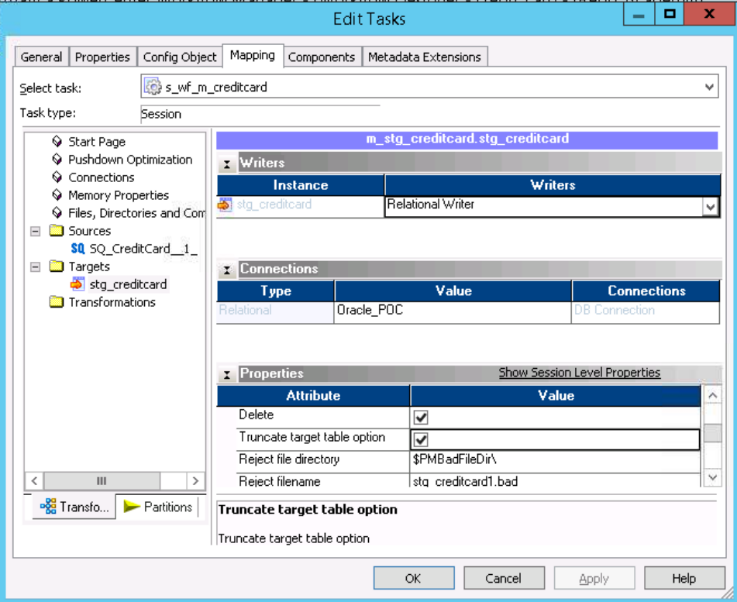 Edit Tasks
General Properties Config Object Mapping Components Metadata Extensions
Select task: s_wf_m_creditcard
Task type: Session
Start Page
Pushdown Optimization
Connections
Memory Properties
Files, Directories and Com
Sources
SQ SQ_CreditCard__1_
Targets
stg_creditcard
Transformations
Transfo... Partitions
m_stg_creditcard.stg_creditcard
Writers
Instance Writers
stg_creditcard Relational Writer
Connections
Type Value Connections
Relational Oracle_POC DB Connection
Properties Show Session Level Properties
Attribute Value
Delete
Truncate target table option
Reject file directory $PMBadFileDir\
Reject filename stg_creditcard1.bad
Truncate target table option
Truncate target table option
OK Cancel Apply Help